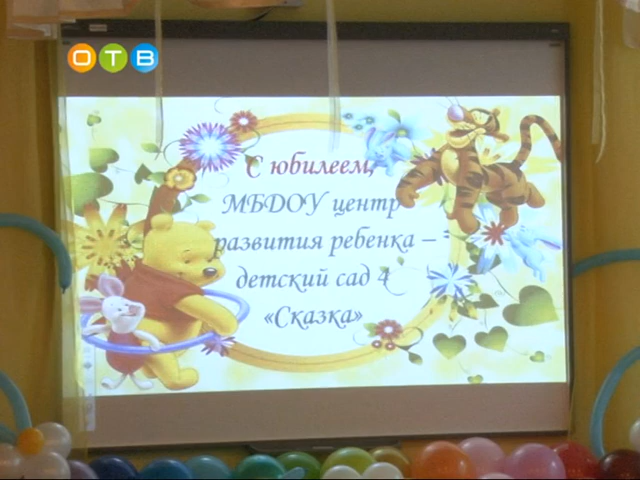 ОТВ
С юбилеем,
МБДОУ центр
развития ребенка –
детский сад 4
«Сказка»